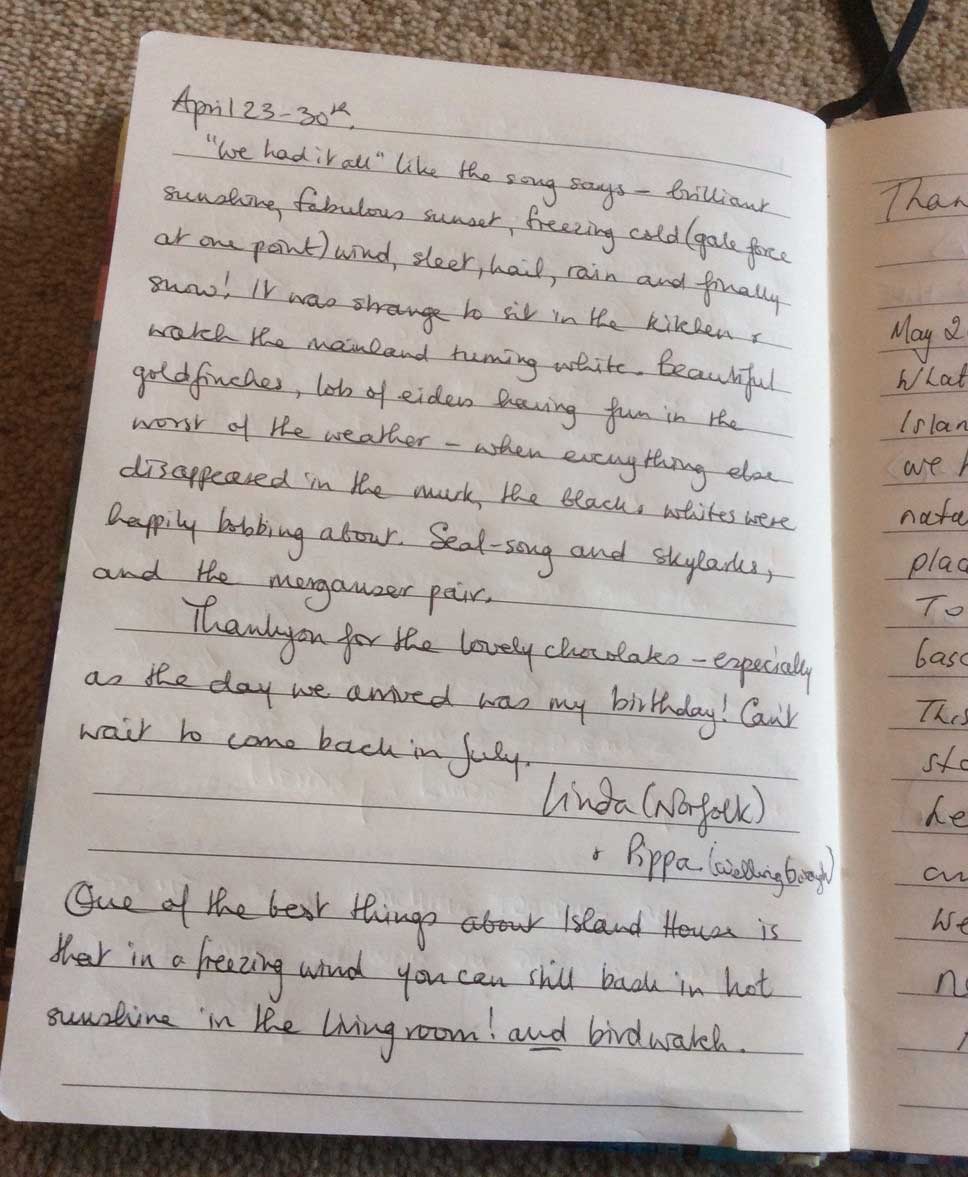 April 23-30th.
"We had it all" like the song says - brilliant
sunshine, fabulous sunset, freezing cold (gale force
at one point) wind, sleet, hail, rain and finally
snow! It was strange to sit in the kitchen &
watch the mainland turning white. Beautiful
goldfinches, lots of eiders having fun in the
worst of the weather - when everything else
disappeared in the murk, the black & whites were
happily bobbing about. Seal-song and skylarks,
and the merganser pair.
Thankyou for the lovely chocolates - especially
as the day we arrived was my birthday! Can't
wait to come back in July.
Linda (Norfolk)
& Pippa (Wellingborough)
One of the best things about Island House is
that in a freezing wind you can still bask in hot
sunshine in the living room! and birdwatch.
Than
May 2
What
Islan
we h
nata
plac
To
basc
This
sto
Le
an
we